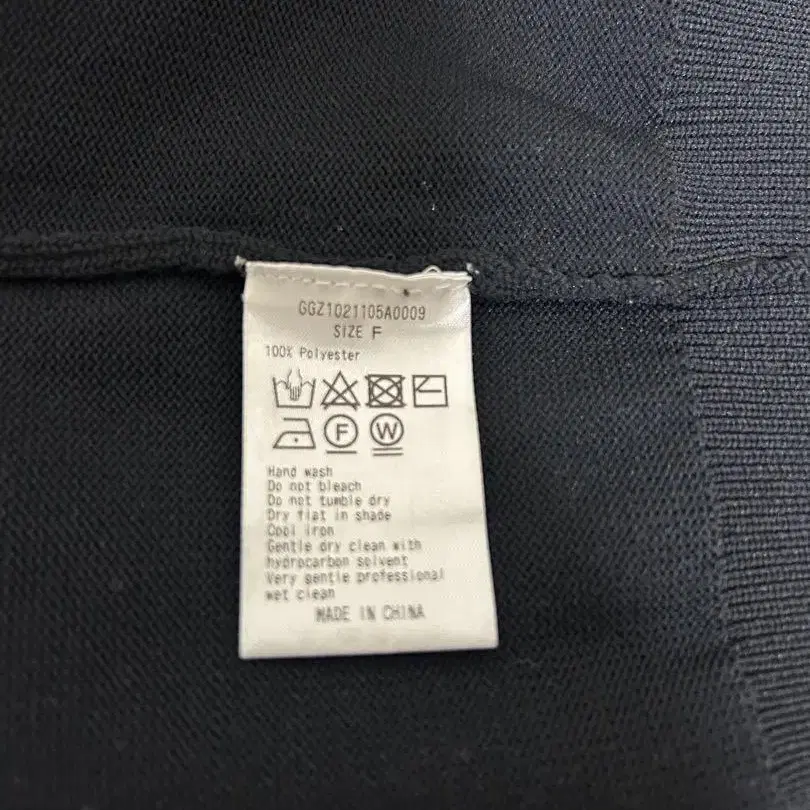 GGZ1021105A0009
SIZE F
100% Polyester
F W
Hand wash
Do not bleach
Do not tumble dry
Dry flat in shade
Cool iron
Gentle dry clean with
hydrocarbon solvent
Very gentle professional
wet clean
MADE IN CHINA